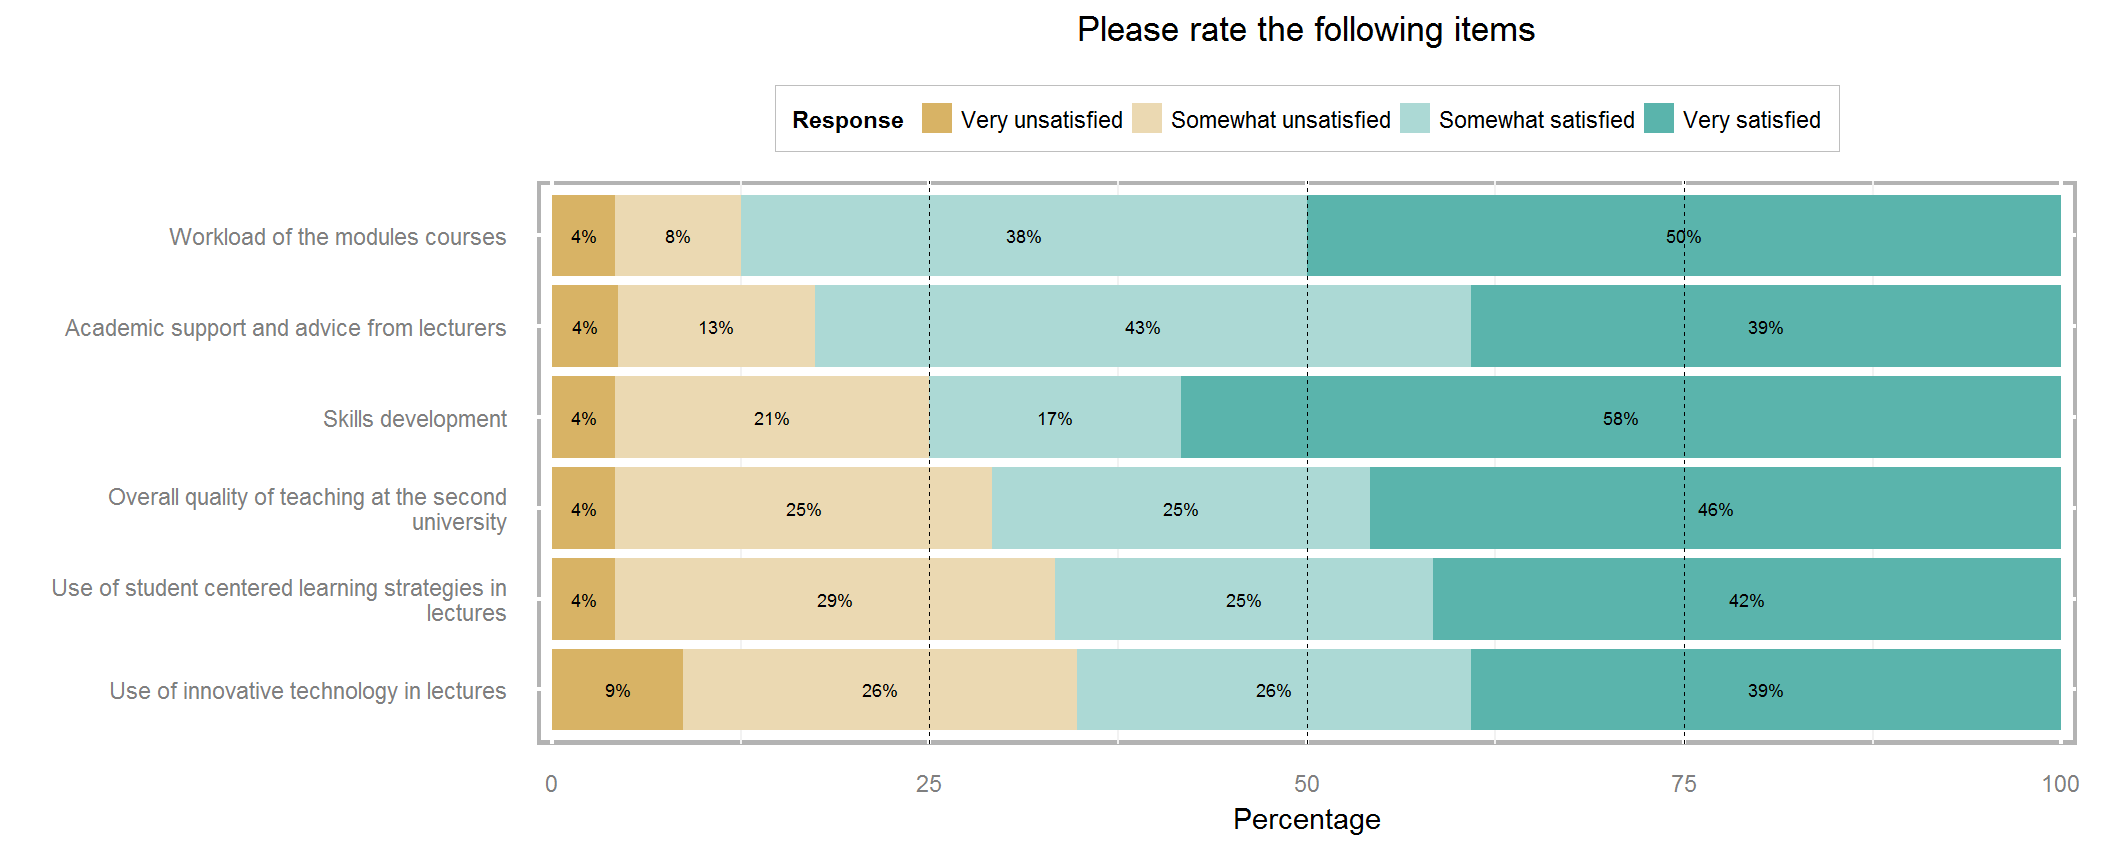 Please rate the following items
Response Very unsatisfied Somewhat unsatisfied Somewhat satisfied Very satisfied
Workload of the modules courses 4% 8% 38% 50%
Academic support and advice from lecturers 4% 13% 43% 39%
Skills development 4% 21% 17% 58%
Overall quality of teaching at the second
university
4% 25% 25% 46%
Use of student centered learning strategies in
lectures
4% 29% 25% 42%
Use of innovative technology in lectures 9% 26% 26% 39%
0 25 50 75 100
Percentage